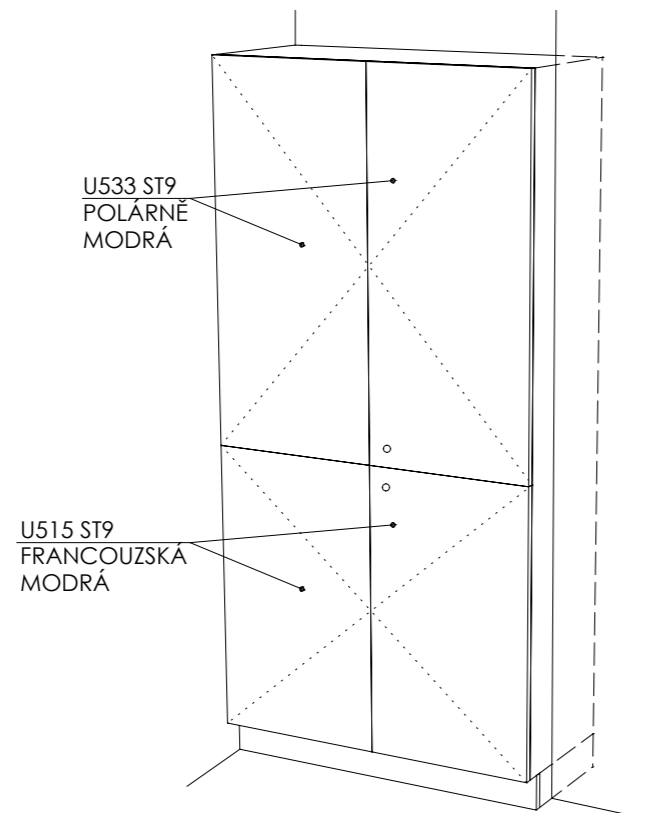 U533 ST9
POLÁRNĚ
MODRÁ
U515 ST9
FRANCOUZSKÁ
MODRÁ